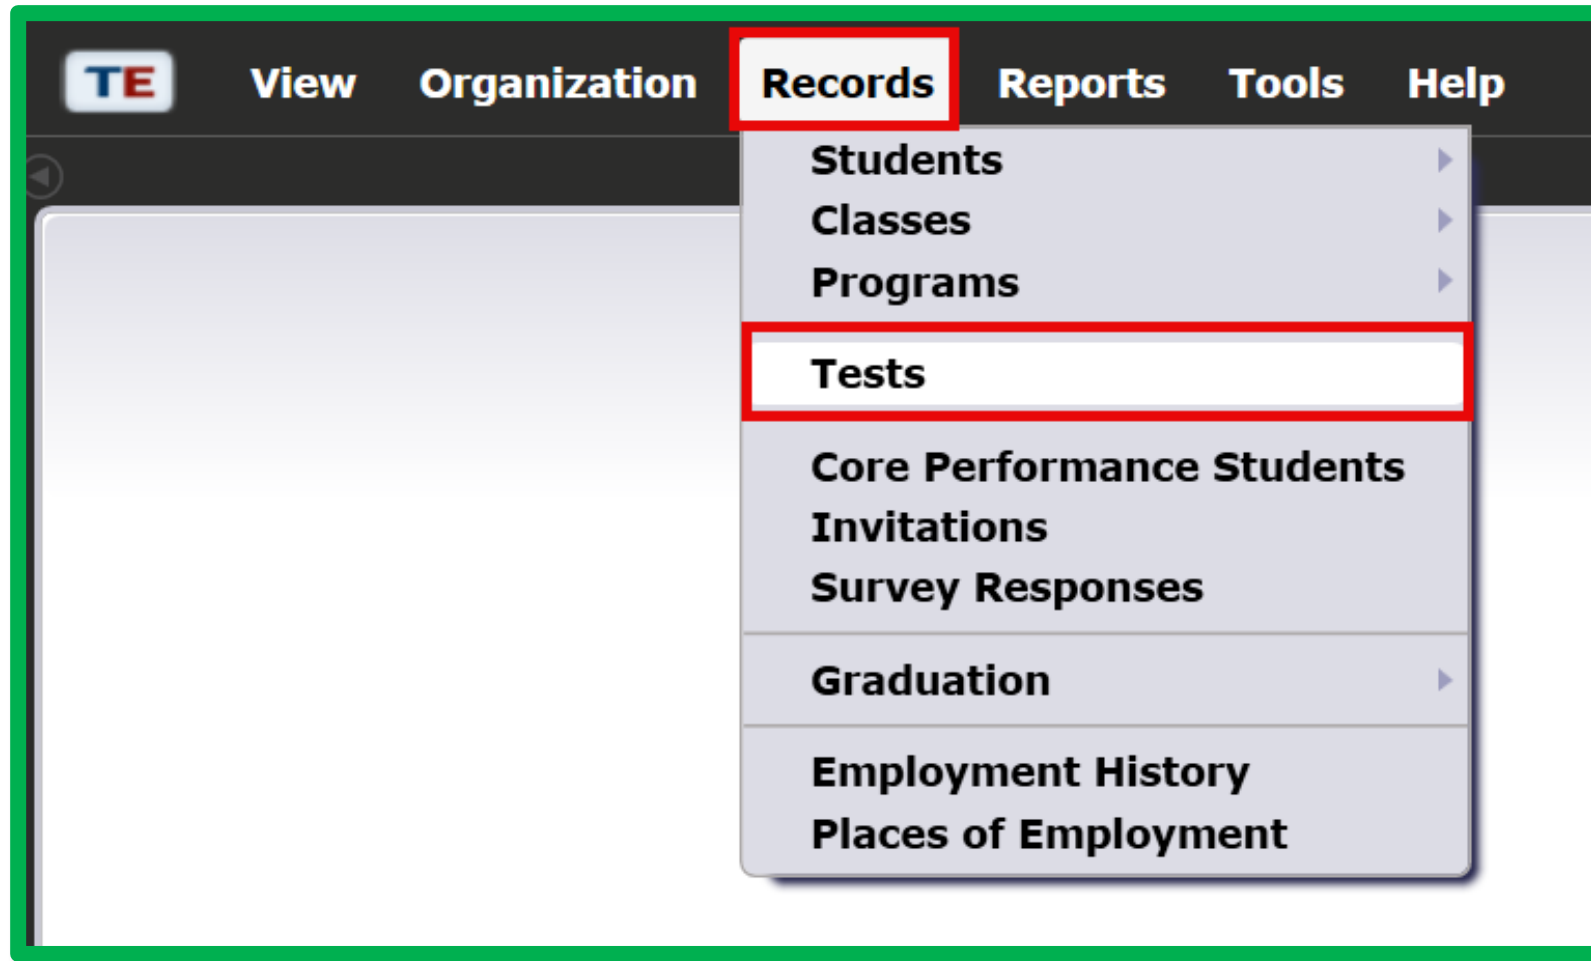 TE View Organization Records Reports Tools Help
Students
Classes
Programs
Tests
Core Performance Students
Invitations
Survey Responses
Graduation
Employment History
Places of Employment